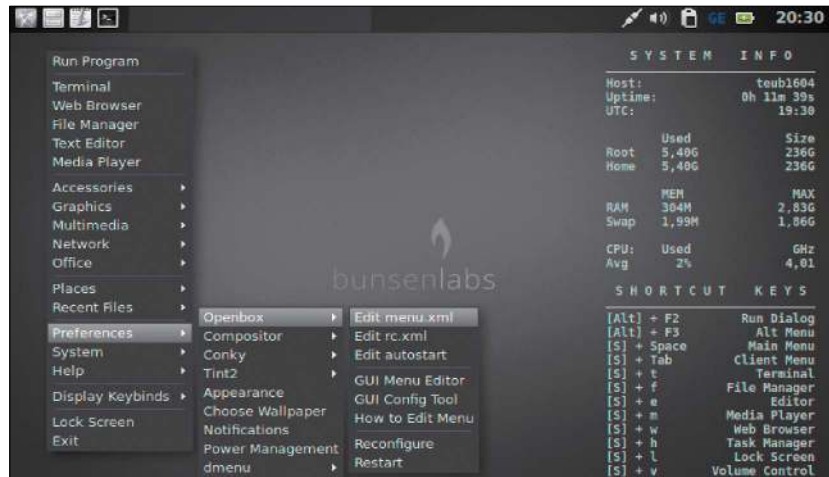 GE 20:30
Run Program
Terminal
Web Browser
File Manager
Text Editor
Media Player
Accessories
Graphics
Multimedia
Network
Office
Places
Recent Files
Preferences
System
Help
Display Keybinds
Lock Screen
Exit
Openbox
Compositor
Conky
Tint2
Appearance
Choose Wallpaper
Notifications
Power Management
dmenu
Edit menu.xml
Edit rc.xml
Edit autostart
GUI Menu Editor
GUI Config Tool
How to Edit Menu
Reconfigure
Restart
bunsenlabs
SYSTEM INFO
Host: teub1604
Uptime: 0h 11m 39s
UTC: 19:30
Used Size
Root 5,40G 236G
Home 5,40G 236G
MEM MAX
RAM 304M 2,83G
Swap 1,99M 1,86G
CPU: Used GHz
Avg 2% 4,01
SHORTCUT KEYS
[Alt] + F2 Run Dialog
[Alt] + F3 Alt Menu
[S] + Space Main Menu
[S] + Tab Client Menu
[S] + t Terminal
[S] + f File Manager
[S] + e Editor
[S] + m Media Player
[S] + w Web Browser
[S] + h Task Manager
[S] + l Lock Screen
[S] + v Volume Control